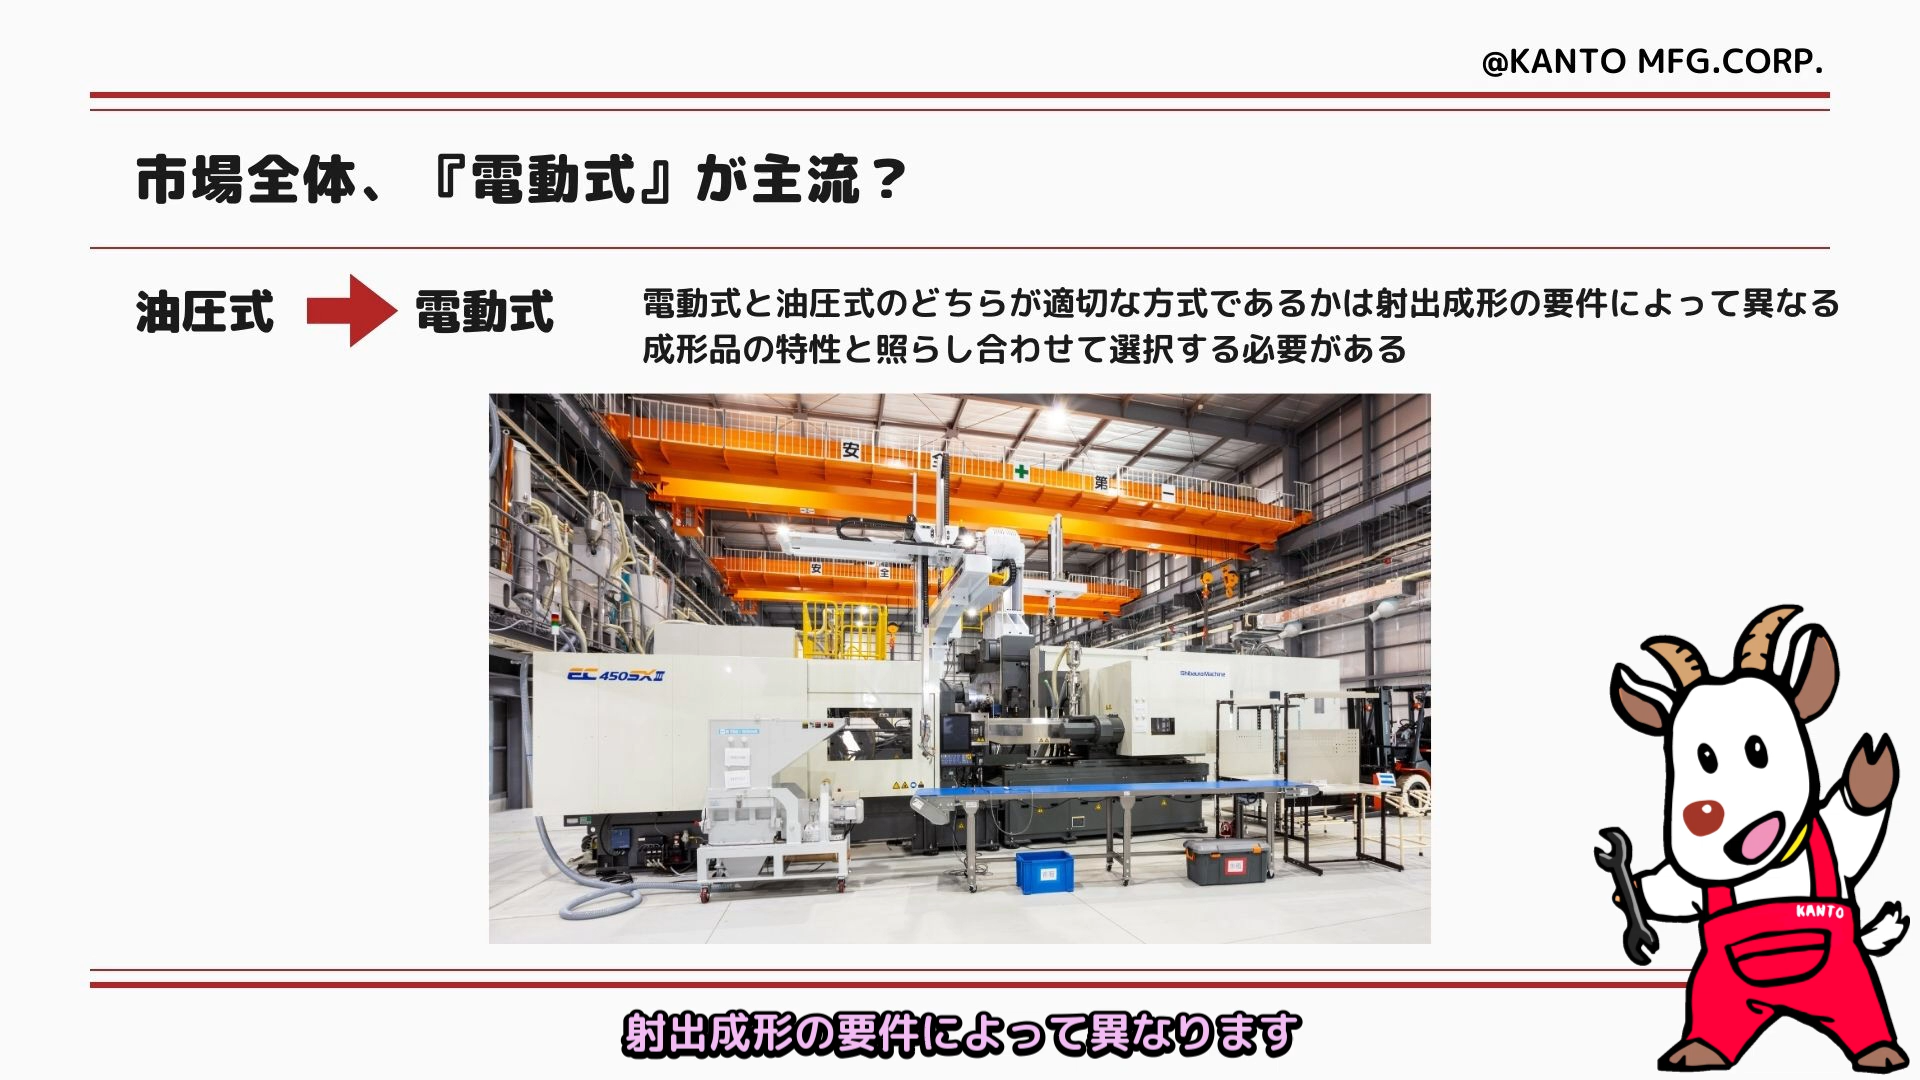 @KANTO MFG.CORP.
市場全体、『電動式』が主流？
油圧式
電動式
電動式と油圧式のどちらが適切な方式であるかは射出成形の要件によって異なる
成形品の特性と照らし合わせて選択する必要がある
安
全
第
一
安
全
EC 450SXIII
ShibauraMachine
KANTO
射出成形の要件によって異なります